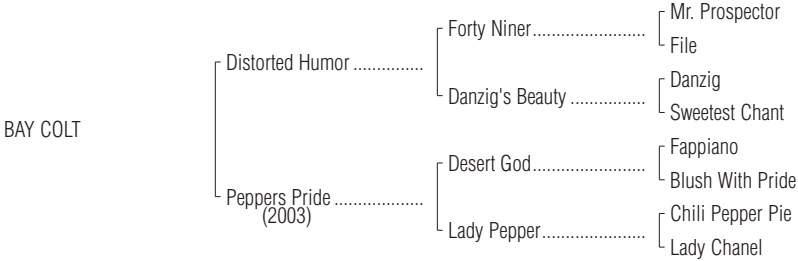 Mr. Prospector
Forty Niner........................
File
Distorted Humor ...............
Danzig
Danzig's Beauty ................
Sweetest Chant
BAY COLT
Fappiano
Desert God........................
Blush With Pride
Peppers Pride ...................
(2003)
Chili Pepper Pie
Lady Pepper......................
Lady Chanel